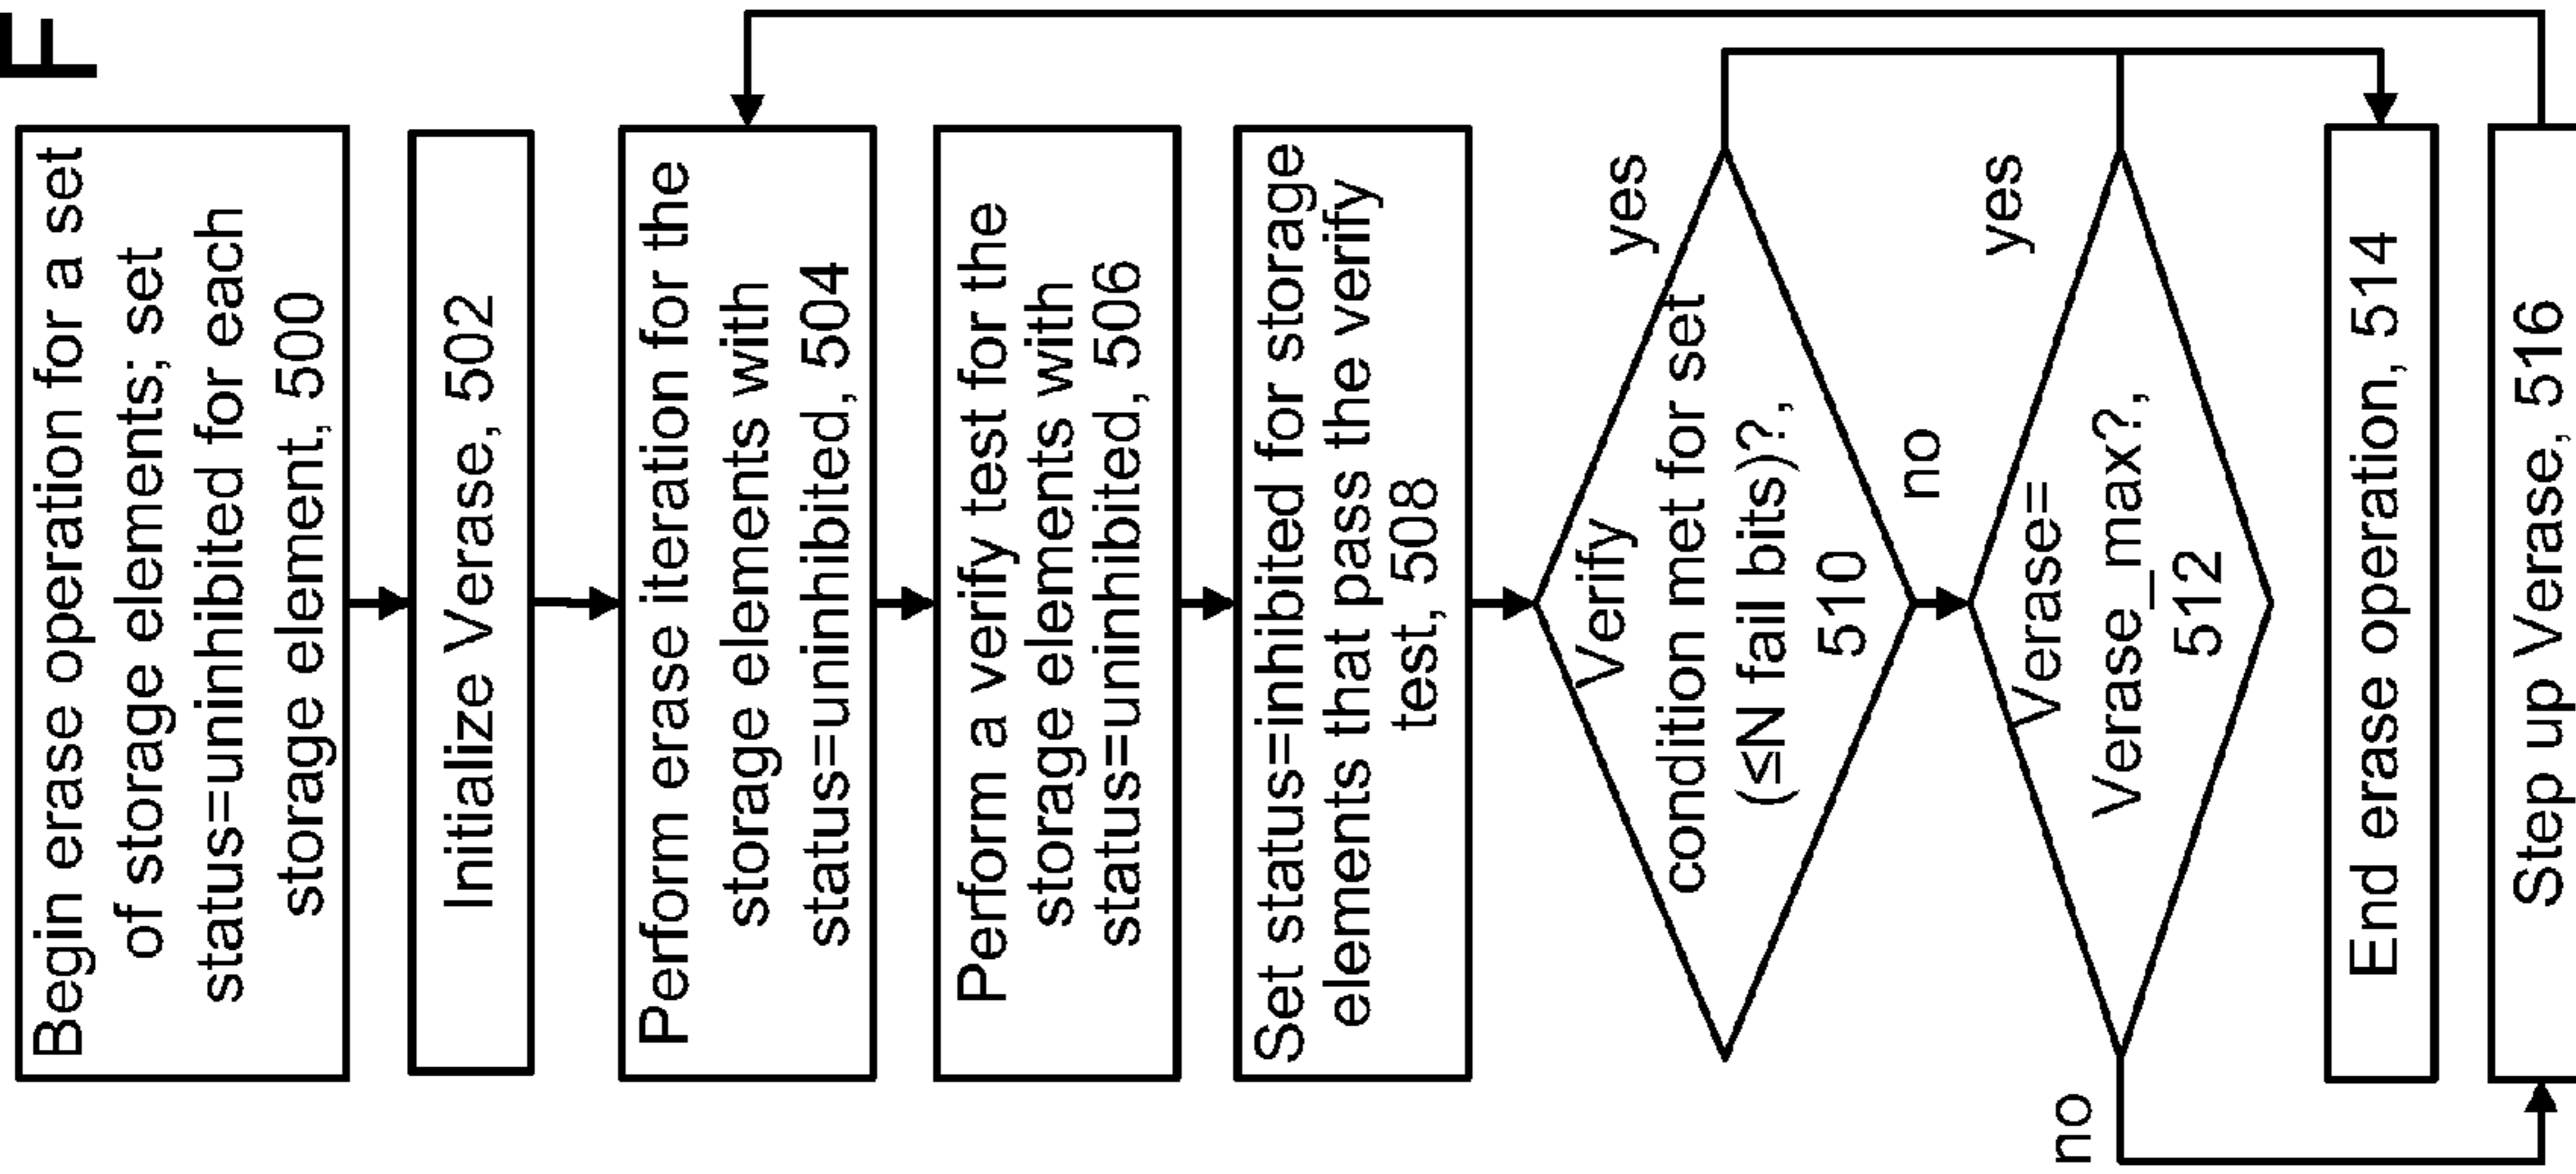 F
Begin erase operation for a set
of storage elements; set
status=uninhibited for each
storage element, 500
Initialize Verase, 502
Perform erase iteration for the
storage elements with
status=uninhibited, 504
Perform a verify test for the
storage elements with
status=uninhibited, 506
Set status=inhibited for storage
elements that pass the verify
test, 508
Verify
condition met for set
(≤N fail bits)?,
510
yes
no
Verase=
Verase_max?,
512
yes
no
End erase operation, 514
Step up Verase, 516